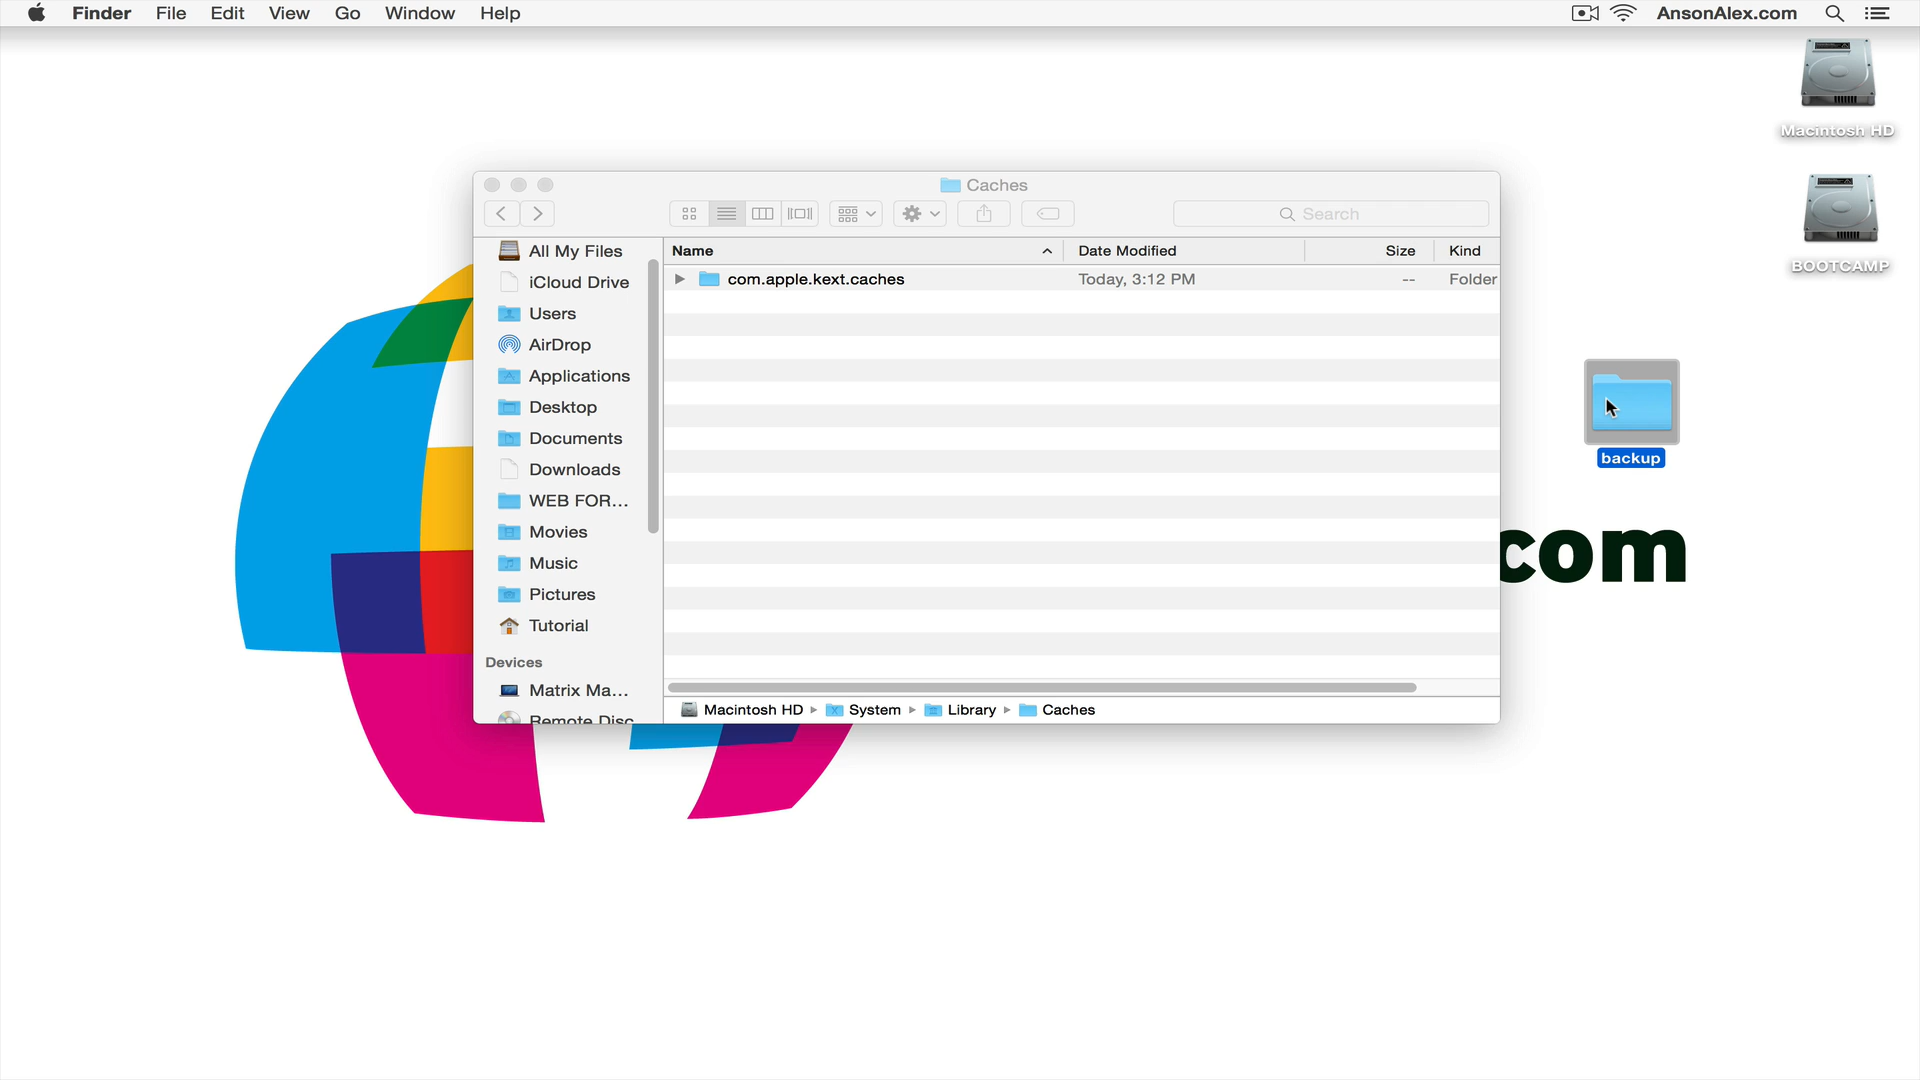 Finder File Edit View Go Window Help AnsonAlex.com
Macintosh HD
BOOTCAMP
Caches
Search
Name Date Modified Size Kind
com.apple.kext.caches Today, 3:12 PM -- Folder
All My Files
iCloud Drive
Users
AirDrop
Applications
Desktop
Documents
Downloads
WEB FOR...
Movies
Music
Pictures
Tutorial
Devices
Matrix Ma...
Remote Disc
Macintosh HD System Library Caches
backup
com